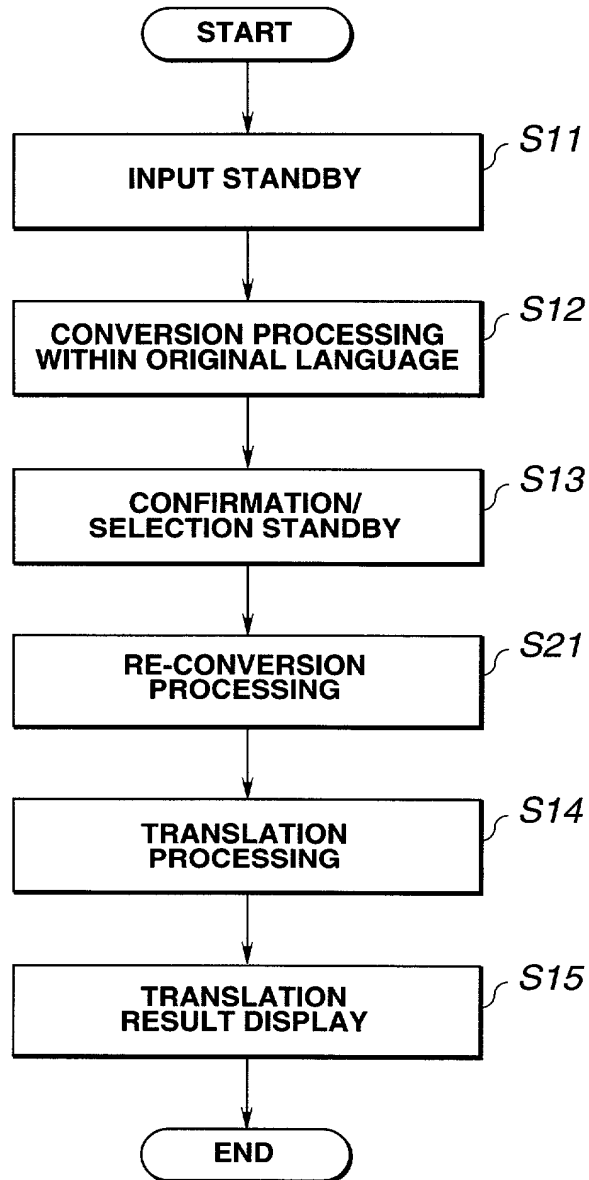 START
S11
INPUT STANDBY
S12
CONVERSION PROCESSING
WITHIN ORIGINAL LANGUAGE
S13
CONFIRMATION/
SELECTION STANDBY
S21
RE-CONVERSION
PROCESSING
S14
TRANSLATION
PROCESSING
S15
TRANSLATION
RESULT DISPLAY
END